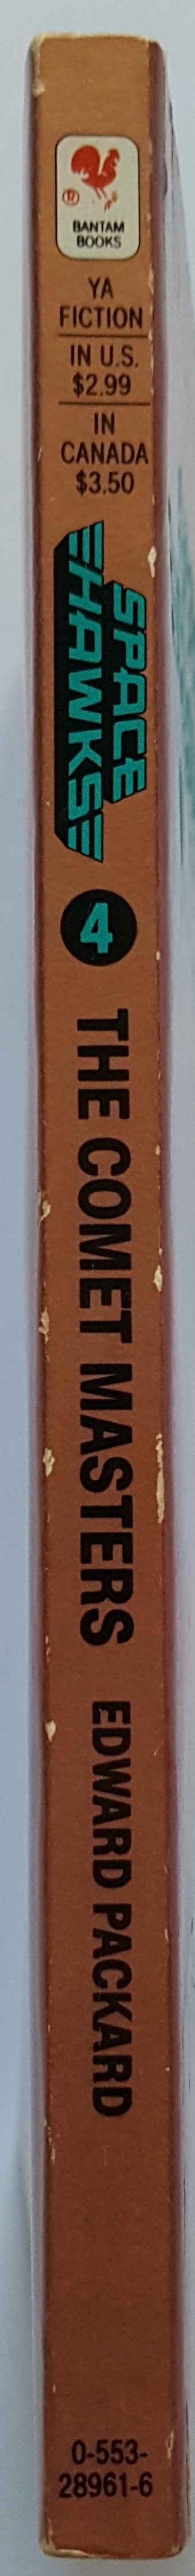 ®
BANTAM
BOOKS
YA
FICTION
IN U.S.
$2.99
IN
CANADA
$3.50
SPACE
HAWKS
4
THE COMET MASTERS
EDWARD PACKARD
0-553-
28961-6